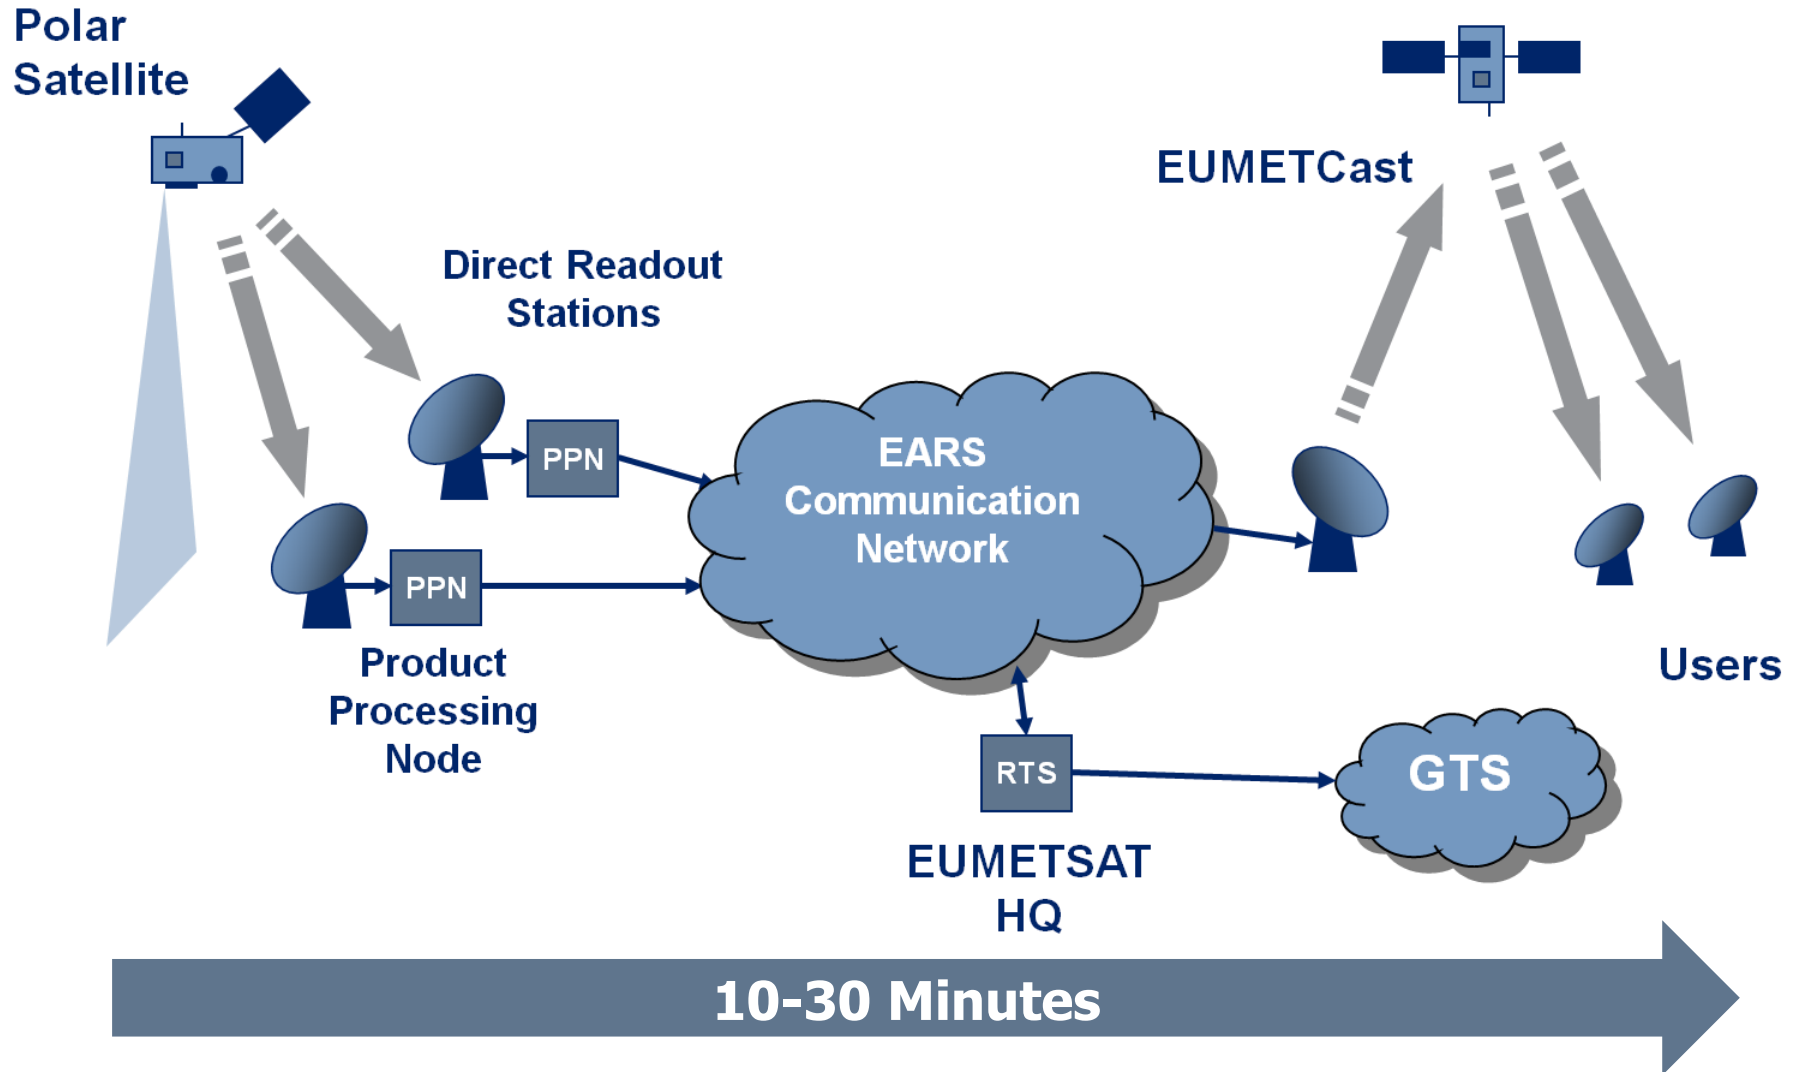 Polar
Satellite
EUMETCast
Direct Readout
Stations
PPN
EARS
Communication
Network
PPN
Product
Processing
Node
Users
RTS
GTS
EUMETSAT
HQ
10-30 Minutes